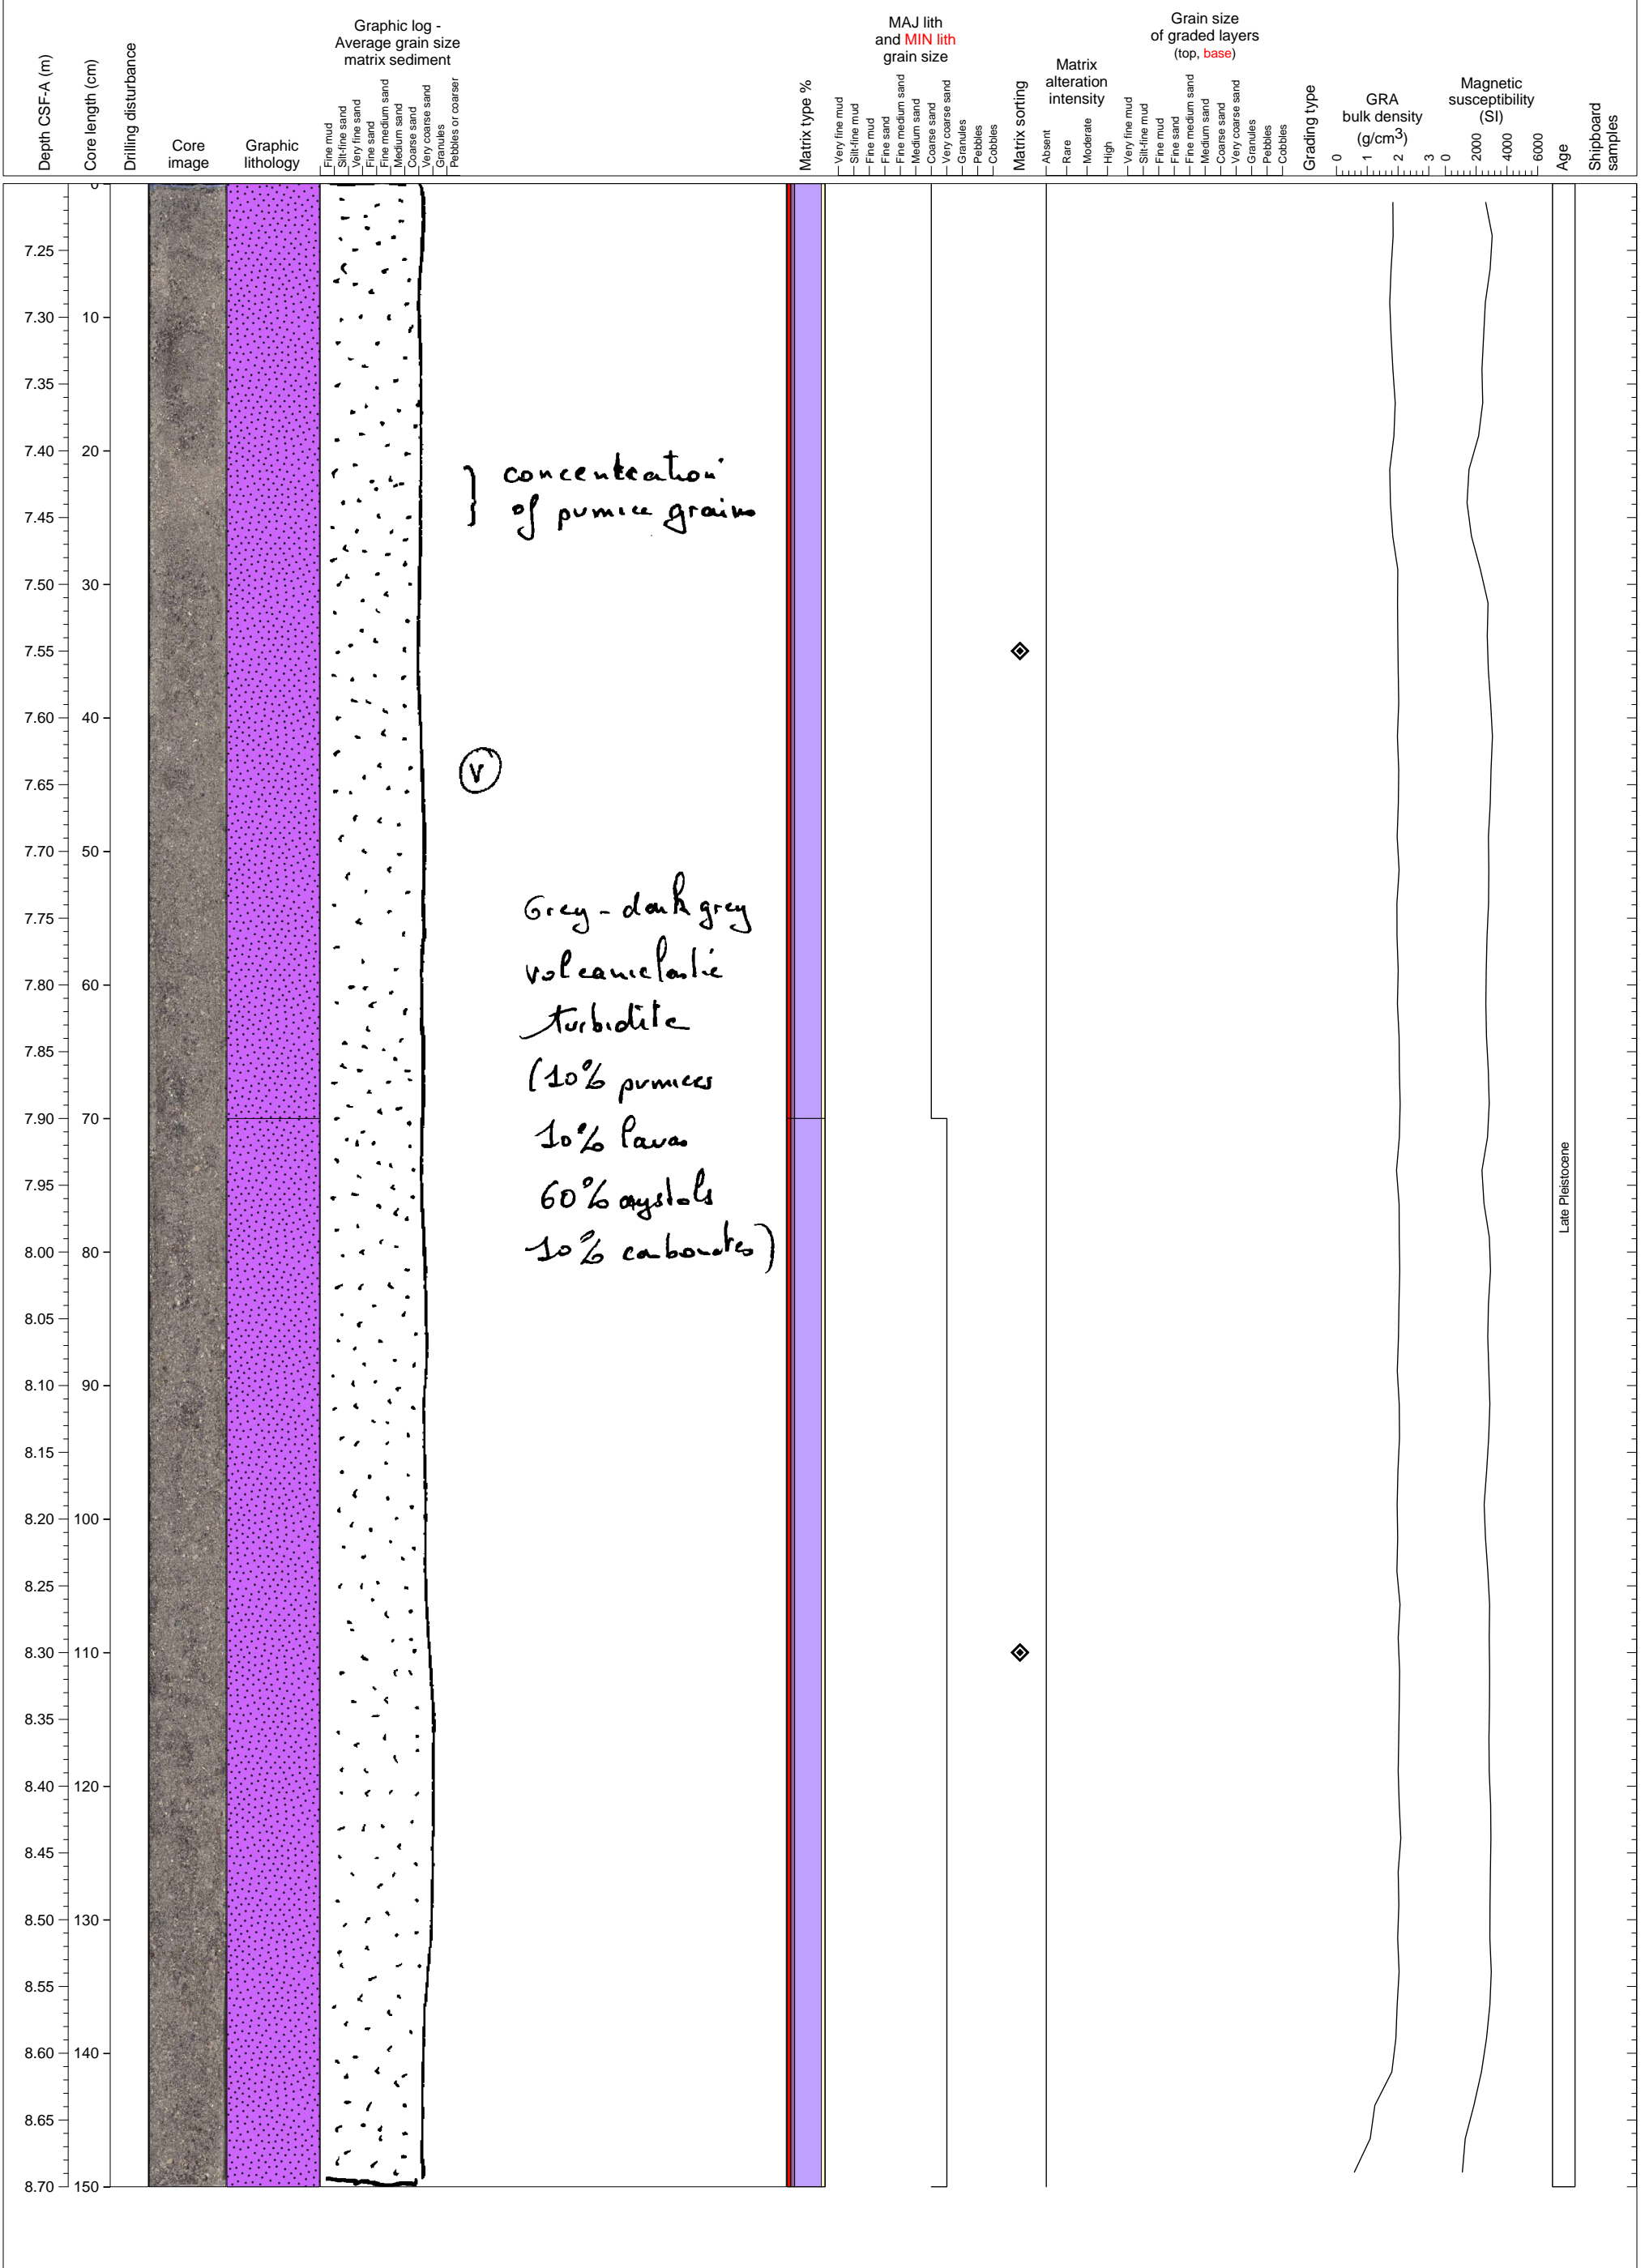 Depth CSF-A (m)
Core length (cm)
Drilling disturbance
Core
image
Graphic
lithology
Graphic log -
Average grain size
matrix sediment
Fine mud
Slit-fine sand
Very fine sand
Fine sand
Fine medium sand
Medium sand
Coarse sand
Very coarse sand
Granules
Pebbles or coarser
Matrix type %
MAJ lith
and MIN lith
grain size
Very fine mud
Silt-fine mud
Fine mud
Fine sand
Fine medium sand
Medium sand
Coarse sand
Very coarse sand
Granules
Pebbles
Cobbles
Matrix sorting
Matrix
alteration
intensity
Absent
Rare
Moderate
High
Grain size
of graded layers
(top, base)
Very fine mud
Silt-fine mud
Fine mud
Fine sand
Fine medium sand
Medium sand
Coarse sand
Very coarse sand
Granules
Pebbles
Cobbles
Grading type
GRA
bulk density
(g/cm3)
0 1 2 3
Magnetic
susceptibility
(SI)
0 2000 4000 6000
Age
Shipboard
samples
0
7.25
7.30 10
7.35
7.40 20
concentration
7.45
of pumice grains
7.50 30
7.55
7.60 40
V
7.65
7.70 50
7.75
Grey - dark grey
7.80 60
volcaniclastic
turbidite
7.85
(10% pumices
7.90 70
10% lavas
7.95
60% crystals
8.00 80
10% carbonates)
Late Pleistocene
8.05
8.10 90
8.15
8.20 100
8.25
8.30 110
8.35
8.40 120
8.45
8.50 130
8.55
8.60 140
8.65
8.70 150